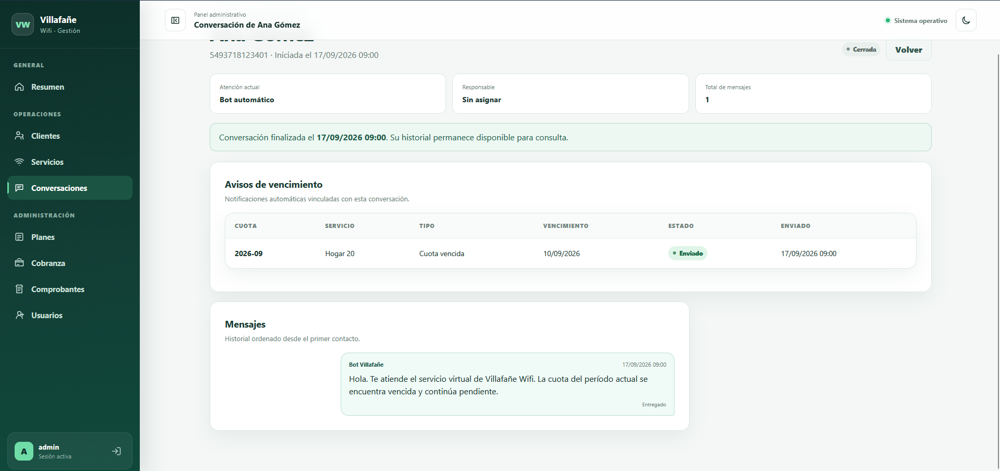 VW
Villafañe
Wifi · Gestión
GENERAL
Resumen
OPERACIONES
Clientes
Servicios
Conversaciones
ADMINISTRACIÓN
Planes
Cobranza
Comprobantes
Usuarios
A
admin
Sesión activa
Panel administrativo
Conversación de Ana Gómez
Sistema operativo
Ana Gómez
5493718123401 · Iniciada el 17/09/2026 09:00
Cerrada
Volver
Atención actual
Bot automático
Responsable
Sin asignar
Total de mensajes
1
Conversación finalizada el 17/09/2026 09:00. Su historial permanece disponible para consulta.
Avisos de vencimiento
Notificaciones automáticas vinculadas con esta conversación.
CUOTA SERVICIO TIPO VENCIMIENTO ESTADO ENVIADO
2026-09 Hogar 20 Cuota vencida 10/09/2026 Enviado 17/09/2026 09:00
Mensajes
Historial ordenado desde el primer contacto.
Bot Villafañe 17/09/2026 09:00
Hola. Te atiende el servicio virtual de Villafañe Wifi. La cuota del período actual se
encuentra vencida y continúa pendiente.
Entregado